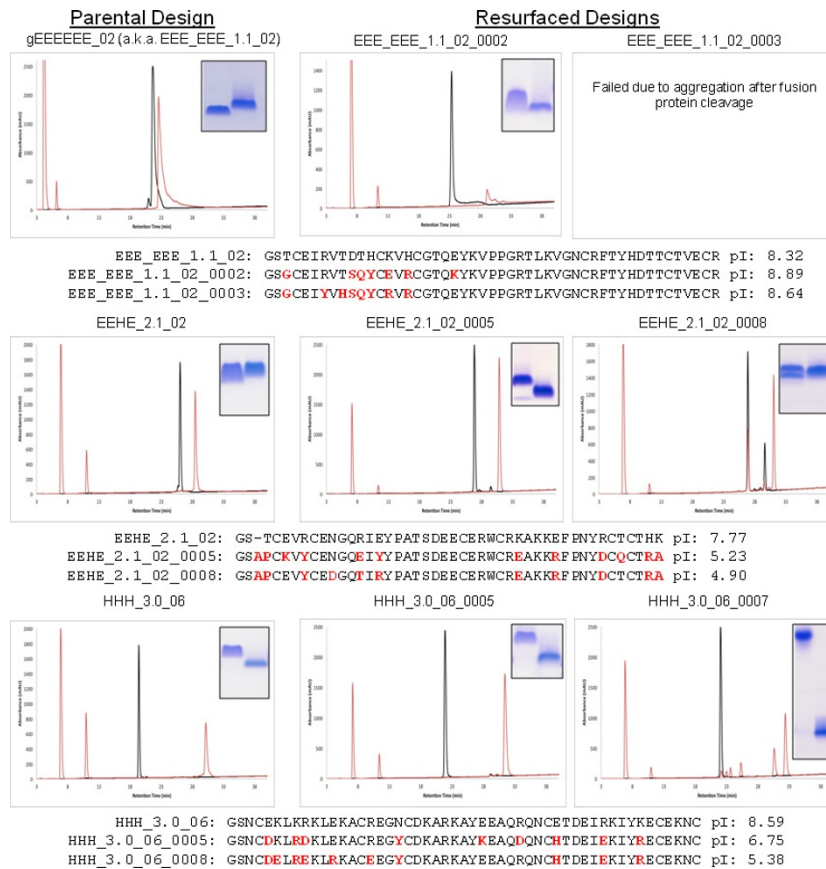 Parental Design Resurfaced Designs
gEEEEEE_02 (a.k.a. EEE_EEE_1.1_02) EEE_EEE_1.1_02_0002 EEE_EEE_1.1_02_0003
Failed due to aggregation after fusion
protein cleavage
EEE_EEE_1.1_02: GSTCEIRVTDTHCKVHCGTQEYKVPPGRTLKVGNCRFTYHDTTCTVECR pI: 8.32
EEE_EEE_1.1_02_0002: GSGCEIRVTSQYCEVRCGTQKYKVPPGRTLKVGNCRFTYHDTTCTVECR pI: 8.89
EEE_EEE_1.1_02_0003: GSGCEIYVHSQYCRVRCGTQEYKVPPGRTLKVGNCRFTYHDTTCTVECR pI: 8.64
EEHE_2.1_02 EEHE_2.1_02_0005 EEHE_2.1_02_0008
EEHE_2.1_02: GS-TCEVRCENGQRIEYPATSDEECERWCRKAKKEFPNYRCTCTHK pI: 7.77
EEHE_2.1_02_0005: GSAPCKVYCENGQEIYYPATSDEECERWCREAKKRFPNYDCQCTRA pI: 5.23
EEHE_2.1_02_0008: GSAPCEVYCEDGQTIRYPATSDEECERWCREAKKRFPNYDCTCTRA pI: 4.90
HHH_3.0_06 HHH_3.0_06_0005 HHH_3.0_06_0007
HHH_3.0_06: GSNCEKLKRKLEKACREGNCDKARKAYEEAQRQNCETDEIRKIYKECEKNC pI: 8.59
HHH_3.0_06_0005: GSNCDKLRDKLEKACREGYCDKARKAYKEAQDQNCHTDEIEKIYRECEKNC pI: 6.75
HHH_3.0_06_0008: GSNCDELREKLRKACEEGYCDKARKAYEEAQRQNCHTDEIEKIYRECEKNC pI: 5.38